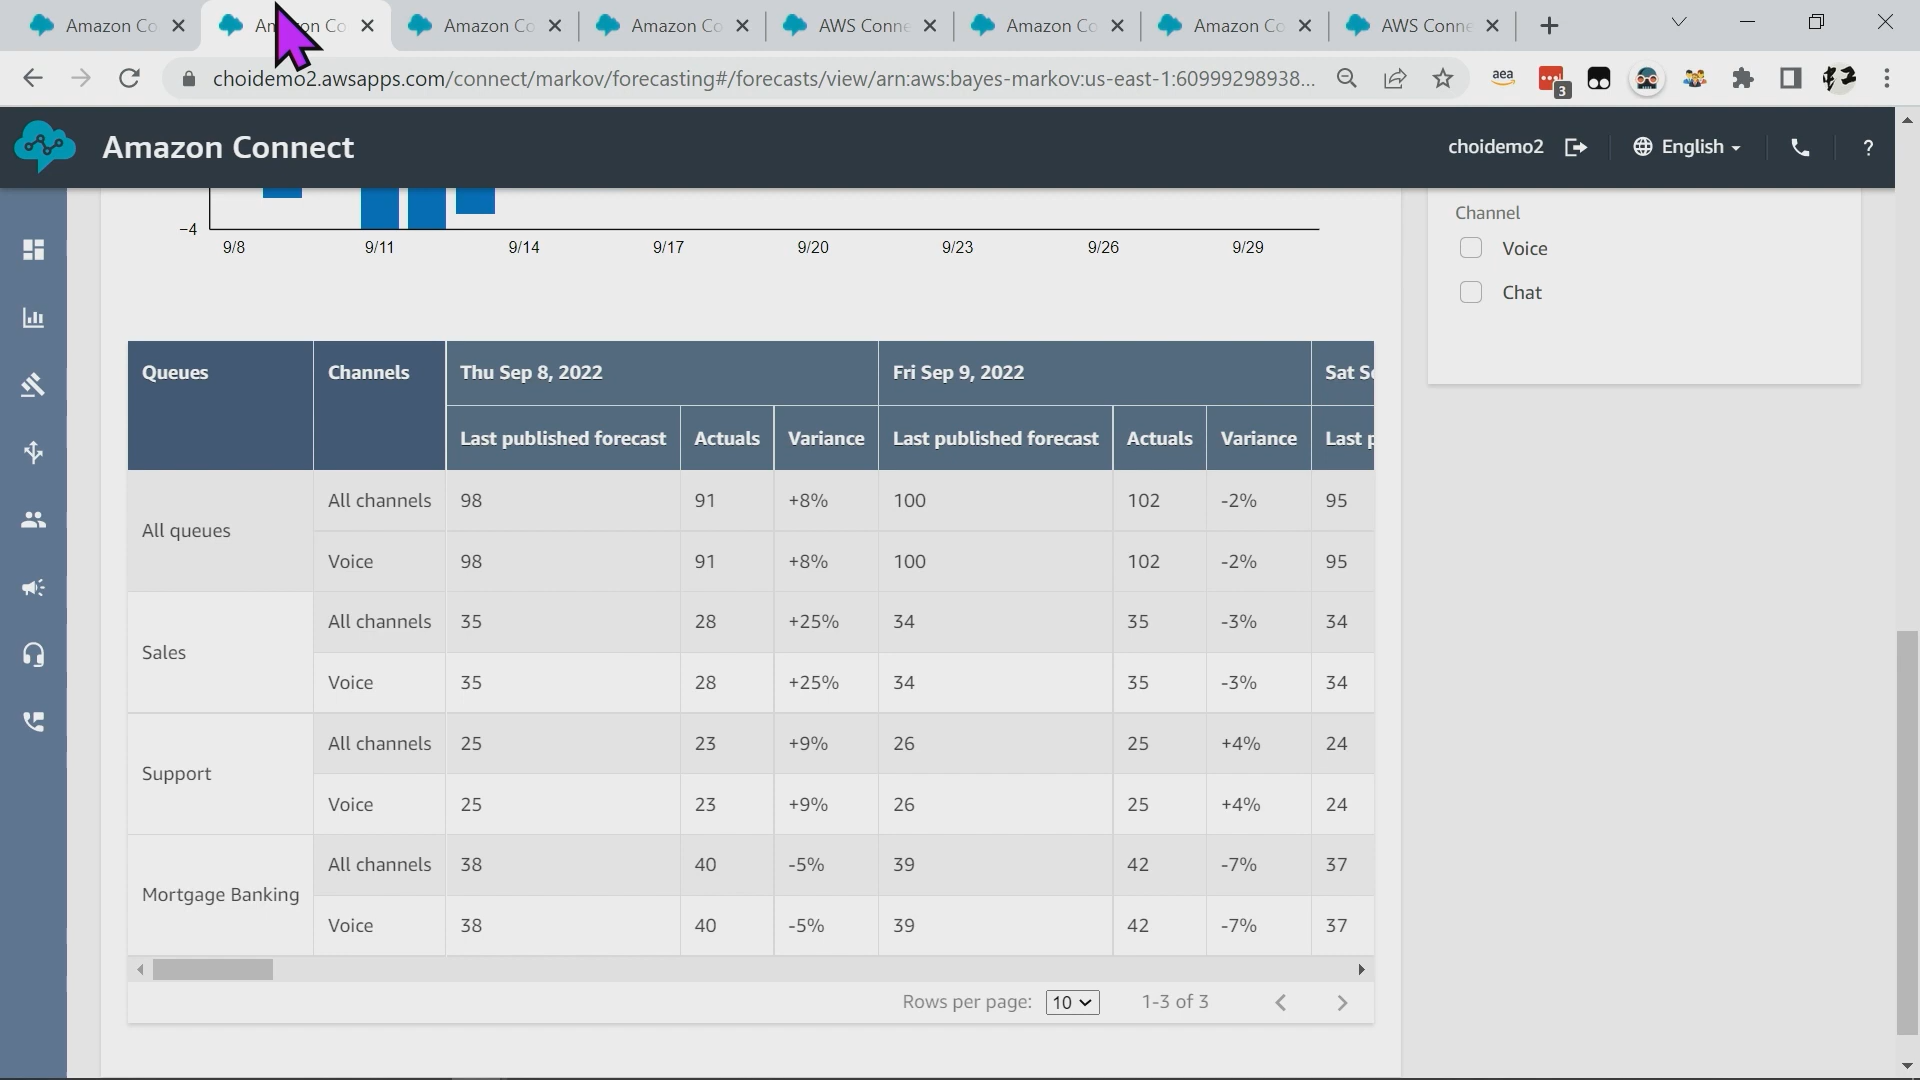 Amazon Co
Amazon Co
Amazon Co
AWS Conne
Amazon Co
Amazon Co
AWS Conne
choidemo2.awsapps.com/connect/markov/forecasting#/forecasts/view/arn:aws:bayes-markov:us-east-1:60999298938...
aea
3
Amazon Connect
choidemo2
English
?
-4
9/8
9/11
9/14
9/17
9/20
9/23
9/26
9/29
Channel
Voice
Chat
Queues Channels Thu Sep 8, 2022 Fri Sep 9, 2022 Sat
Last published forecast Actuals Variance Last published forecast Actuals Variance Last
All queues
All channels 98 91 +8% 100 102 -2% 95
Voice 98 91 +8% 100 102 -2% 95
Sales
All channels 35 28 +25% 34 35 -3% 34
Voice 35 28 +25% 34 35 -3% 34
Support
All channels 25 23 +9% 26 25 +4% 24
Voice 25 23 +9% 26 25 +4% 24
Mortgage Banking
All channels 38 40 -5% 39 42 -7% 37
Voice 38 40 -5% 39 42 -7% 37
Rows per page: 10 1-3 of 3